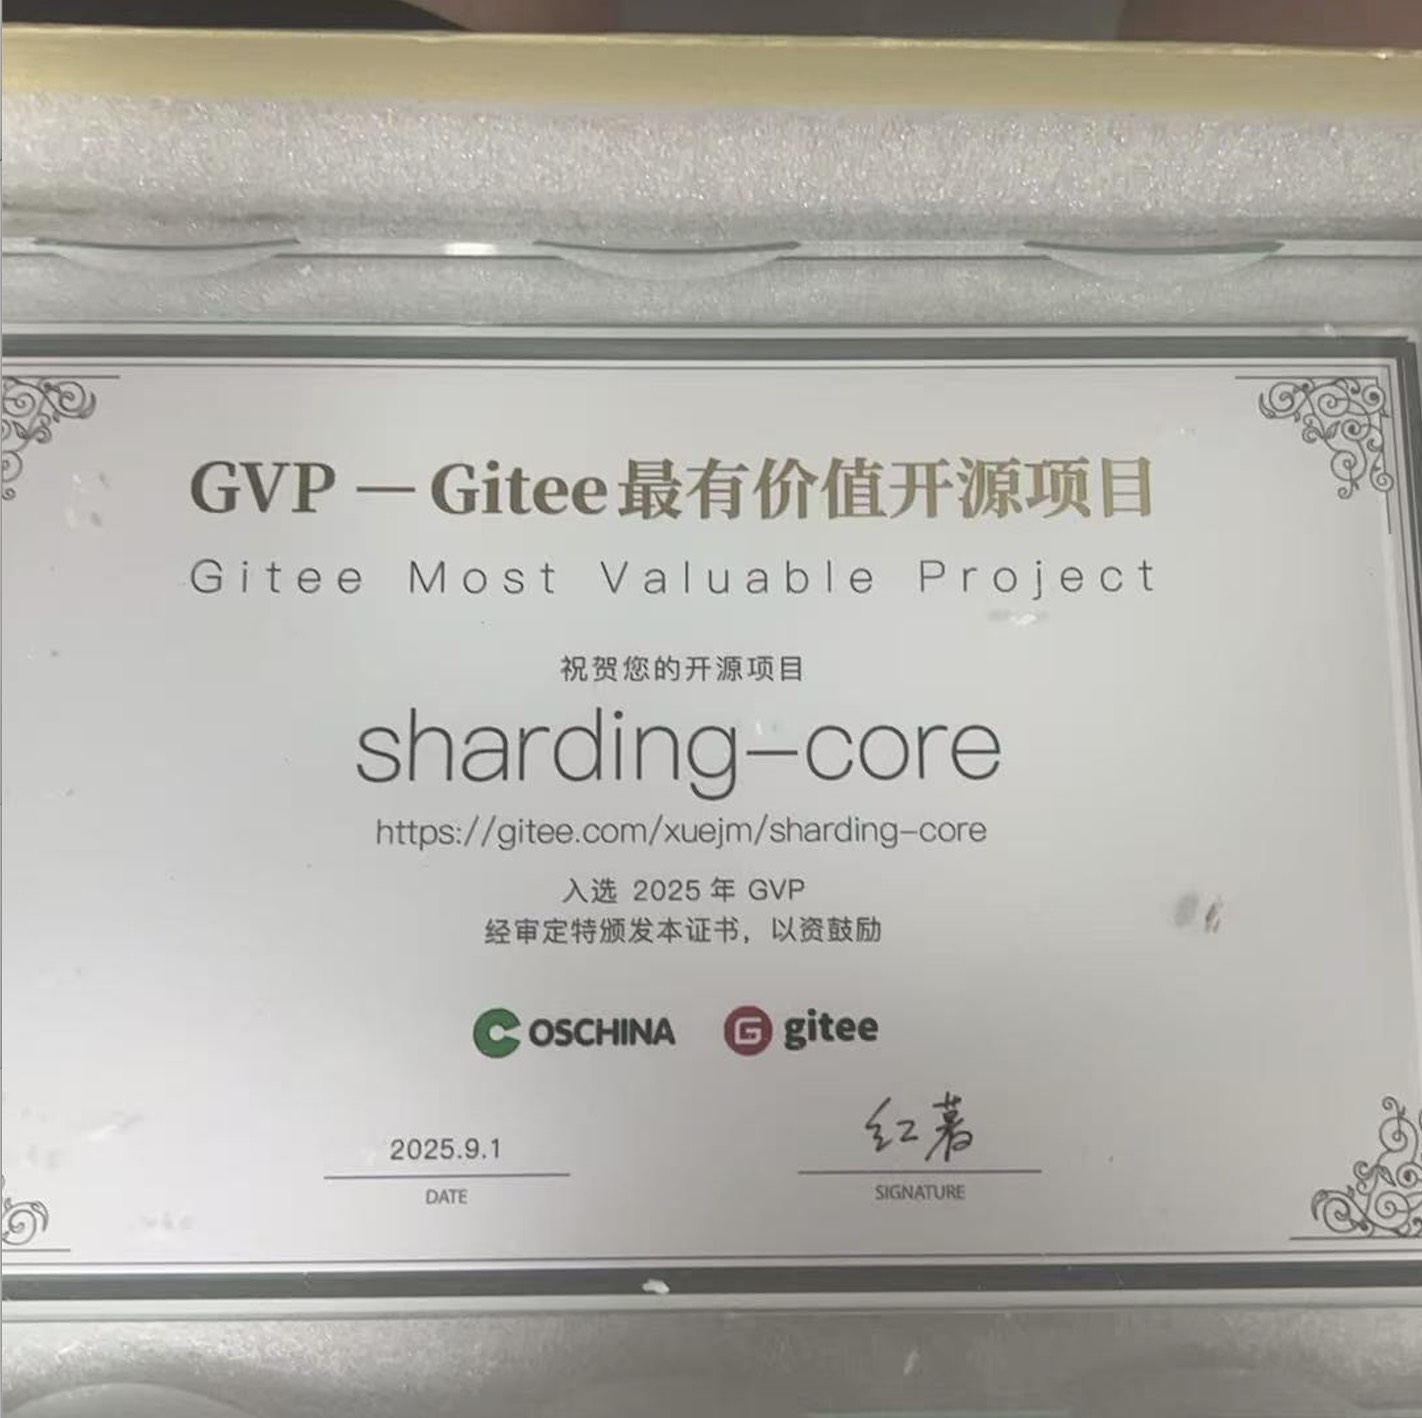 GVP — Gitee最有价值开源项目
Gitee Most Valuable Project
祝贺您的开源项目
sharding-core
https://gitee.com/xuejm/sharding-core
入选 2025 年 GVP
经审定特颁发本证书，以资鼓励
OSCHINA gitee
2025.9.1 红薯
DATE SIGNATURE